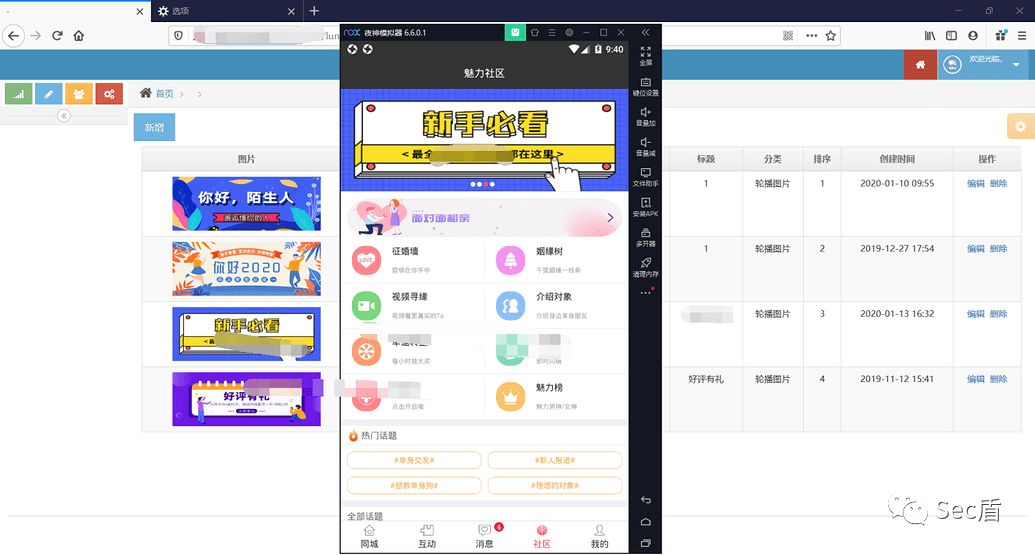 选项
/lun
夜神模拟器 6.6.0.1
欢迎光临,
9:40
魅力社区
首页
新增
全屏
键位设置
音量加
音量减
文件助手
安装APK
多开器
清理内存
图片
标题
分类
排序
创建时间
操作
你好,陌生人
邂逅懂你的人
1
轮播图片
1
2020-01-10 09:55
编辑 删除
你好2020
1
轮播图片
2
2019-12-27 17:54
编辑 删除
新手必看
轮播图片
3
2020-01-13 16:32
编辑 删除
好评有礼
好评有礼
轮播图片
4
2019-11-12 15:41
编辑 删除
新手必看
<最全
都在这里>
面对面相亲
征婚墙
爱情在你手中
姻缘树
千里姻缘一线牵
视频寻缘
视频看更真实的Ta
介绍对象
介绍身边单身朋友
每小时抽大奖
即时闪聊
点击开启哦
魅力榜
魅力男神/女神
热门话题
#单身交友#
#新人报道#
#拯救单身狗#
#理想的对象#
全部话题
同城
互动
6
消息
社区
我的
Sec盾